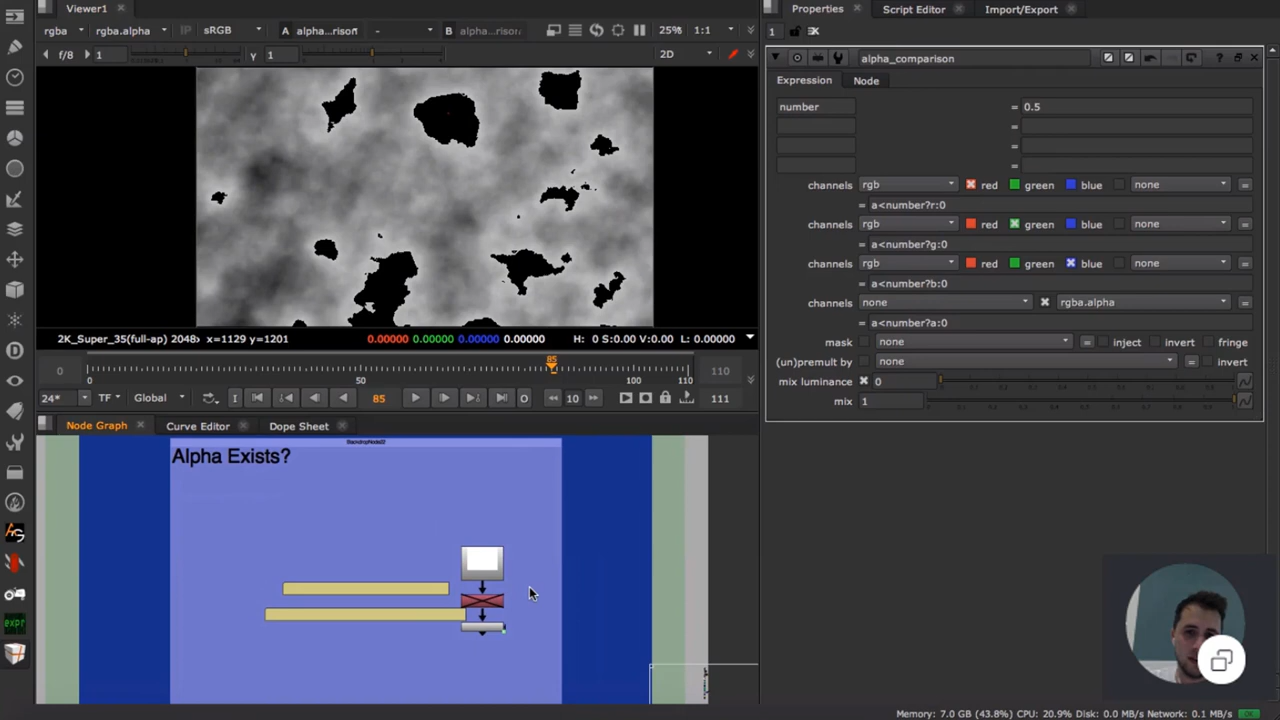 Viewer1
Properties
Script Editor
Import/Export
rgba
rgba.alpha
IP
sRGB
A
alpha...rison
-
B
alpha...rison
25%
1:1
1
f/8
1
y
1
2D
alpha_comparison
Expression
Node
number
= 0.5
=
=
=
channels
rgb
red
green
blue
none
=
= a<number?r:0
channels
rgb
red
green
blue
none
=
= a<number?g:0
channels
rgb
red
green
blue
none
=
= a<number?b:0
channels
none
rgba.alpha
=
= a<number?a:0
mask
none
=
inject
invert
fringe
(un)premult by
none
=
invert
mix luminance
0
mix
1
2K_Super_35(full-ap) 2048x
x=1129 y=1201
0.00000
0.00000
0.00000
0.00000
H: 0 S:0.00 V:0.00
L: 0.00000
0
85
110
0
50
100
110
24*
TF
Global
I
85
O
10
111
Node Graph
Curve Editor
Dope Sheet
Alpha Exists?
expr
Memory: 7.0 GB (43.8%) CPU: 20.9% Disk: 0.0 MB/s Network: 0.1 MB/s